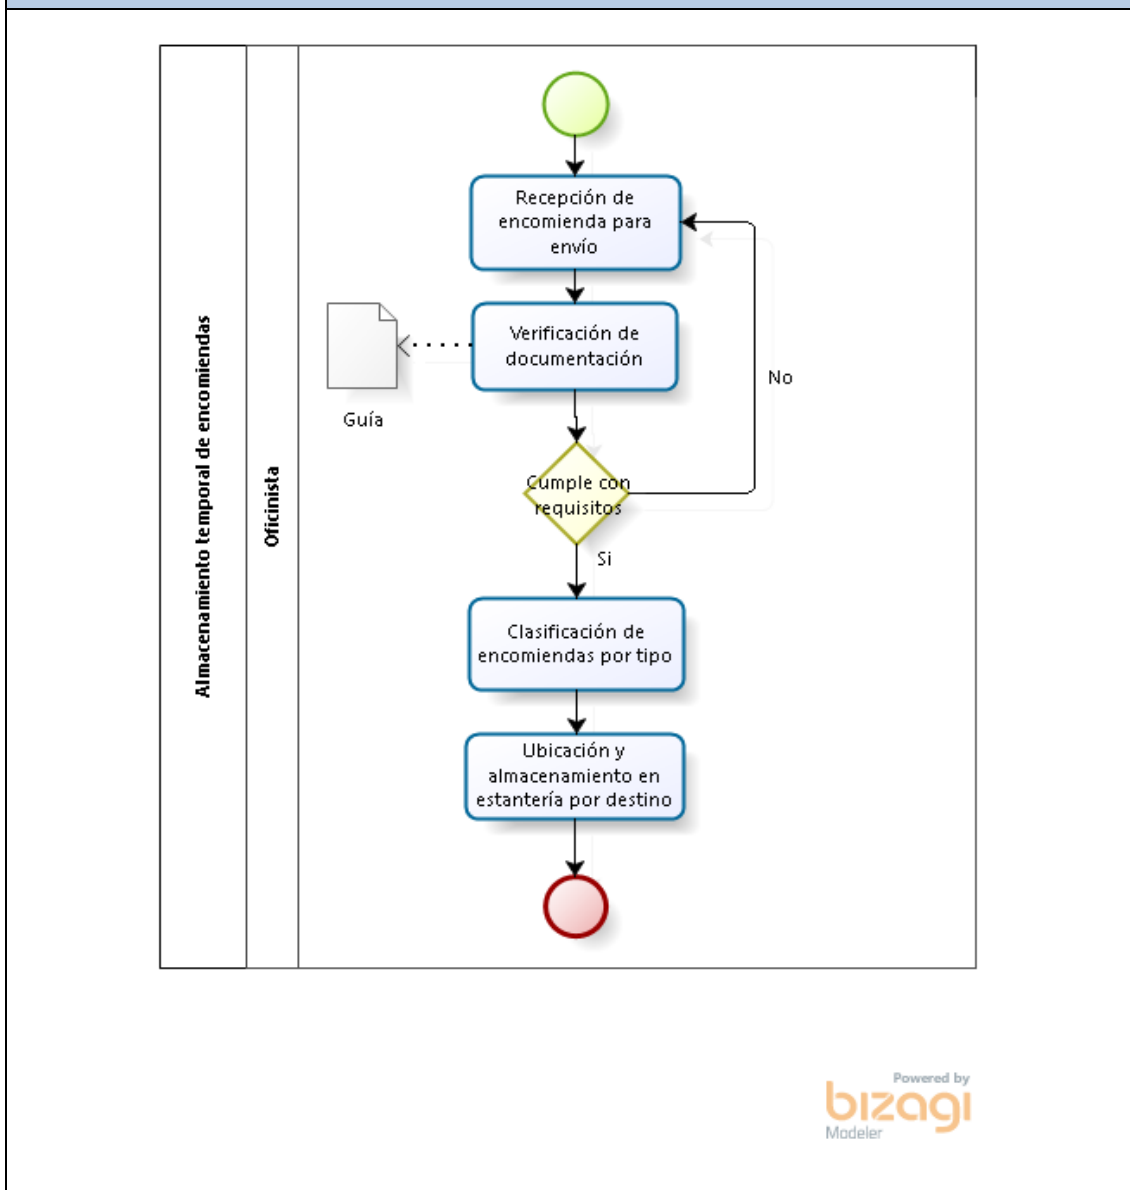 Almacenamiento temporal de encomiendas
Oficinista
Recepción de
encomienda para
envío
Verificación de
documentación
Guía
No
Cumple con
requisitos
Si
Clasificación de
encomiendas por tipo
Ubicación y
almacenamiento en
estantería por destino
Powered by
bizagi
Modeler